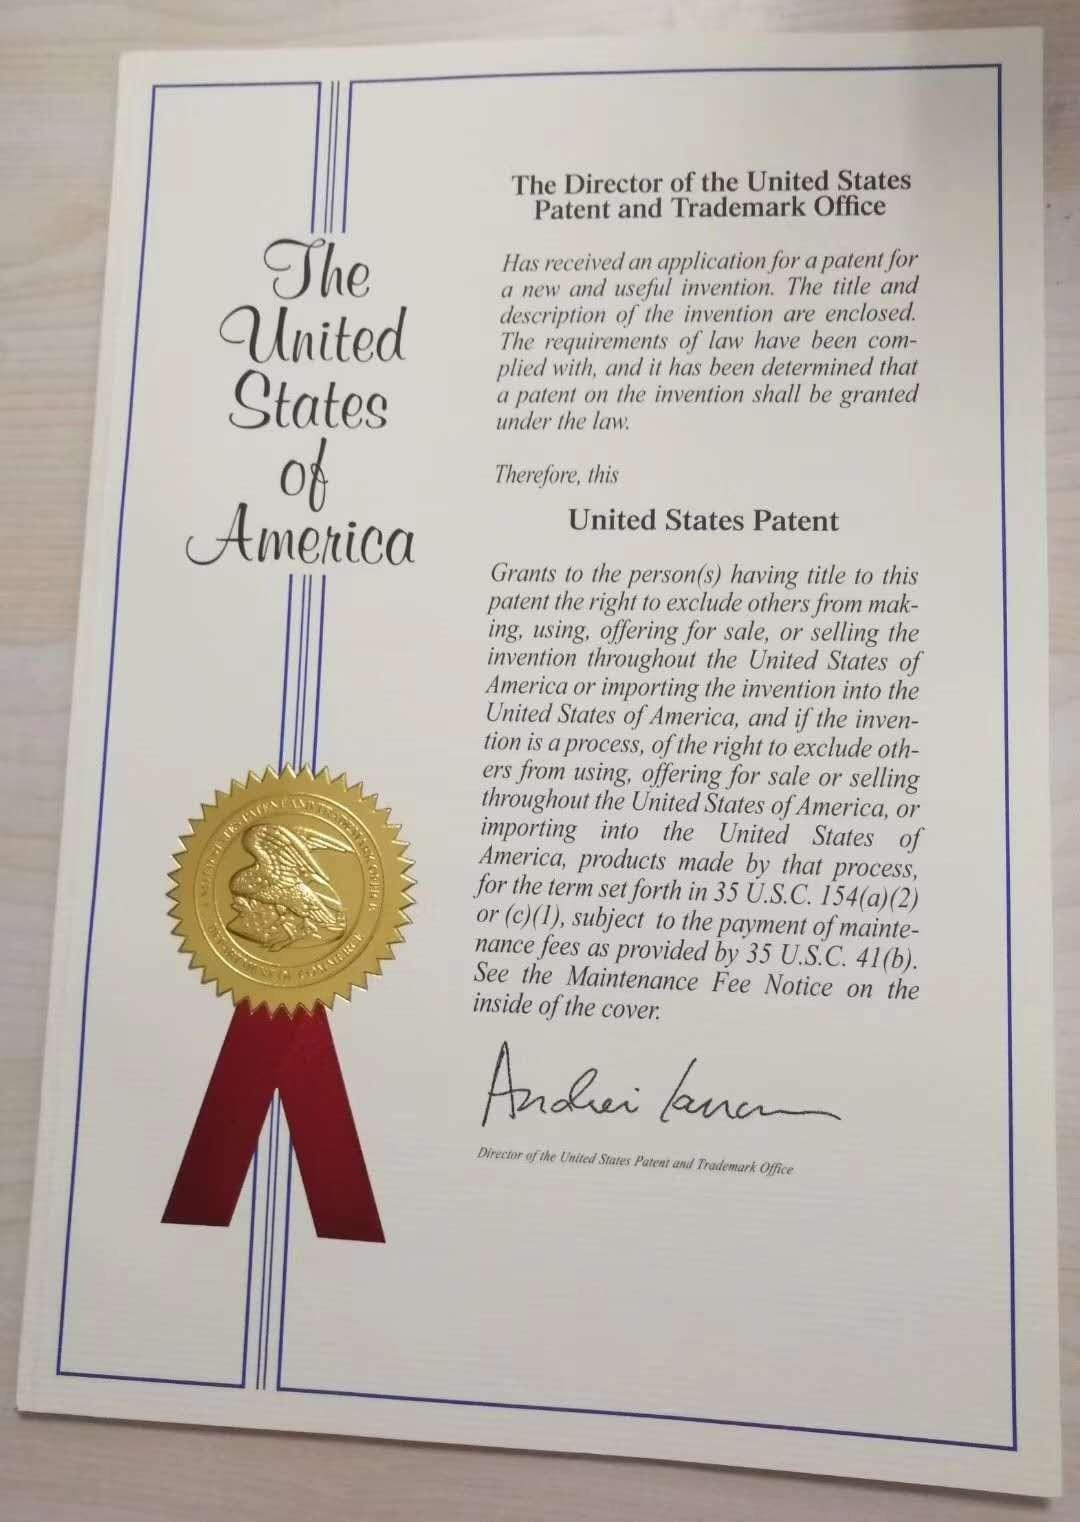 The
United
States
of
America
The Director of the United States
Patent and Trademark Office
Has received an application for a patent for
a new and useful invention. The title and
description of the invention are enclosed.
The requirements of law have been com-
plied with, and it has been determined that
a patent on the invention shall be granted
under the law.
Therefore, this
United States Patent
Grants to the person(s) having title to this
patent the right to exclude others from mak-
ing, using, offering for sale, or selling the
invention throughout the United States of
America or importing the invention into the
United States of America, and if the inven-
tion is a process, of the right to exclude oth-
ers from using, offering for sale or selling
throughout the United States of America, or
importing into the United States of
America, products made by that process,
for the term set forth in 35 U.S.C. 154(a)(2)
or (c)(1), subject to the payment of mainte-
nance fees as provided by 35 U.S.C. 41(b).
See the Maintenance Fee Notice on the
inside of the cover.
Andrei Iancu
Director of the United States Patent and Trademark Office
PATENT AND TRADEMARK OFFICE
DEPARTMENT OF COMMERCE